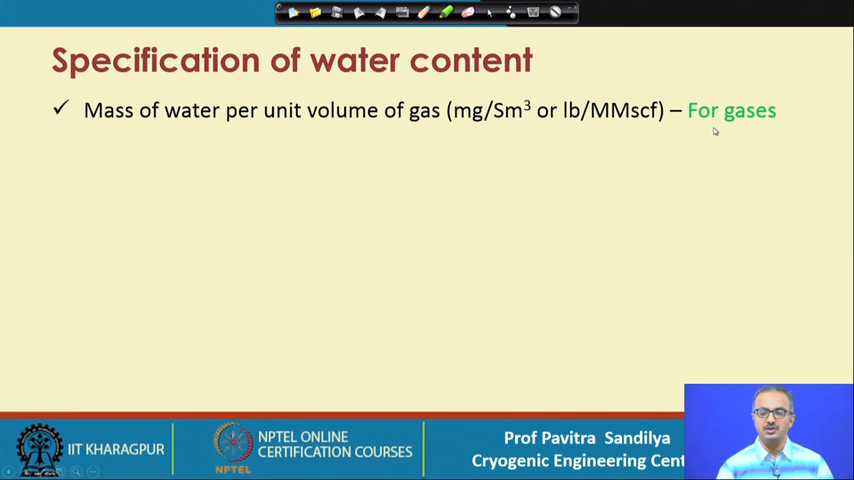 Specification of water content
✓ Mass of water per unit volume of gas (mg/Sm³ or lb/MMscf) – For gases
IIT KHARAGPUR
NPTEL
NPTEL ONLINE
CERTIFICATION COURSES
Prof Pavitra Sandilya
Cryogenic Engineering Cent